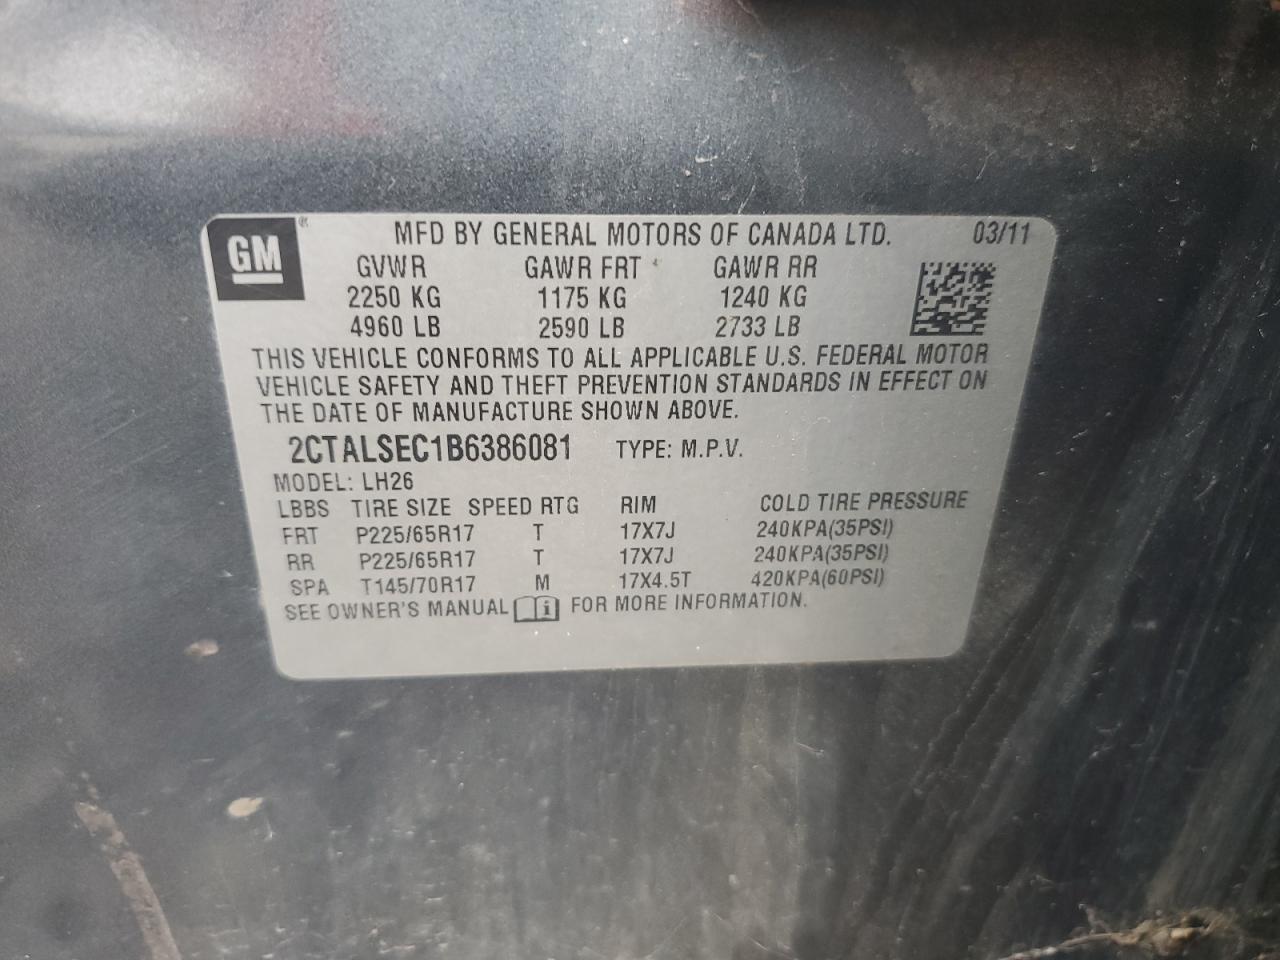 GM ®
MFD BY GENERAL MOTORS OF CANADA LTD. 03/11
GVWR GAWR FRT GAWR RR
2250 KG 1175 KG 1240 KG
4960 LB 2590 LB 2733 LB
THIS VEHICLE CONFORMS TO ALL APPLICABLE U.S. FEDERAL MOTOR
VEHICLE SAFETY AND THEFT PREVENTION STANDARDS IN EFFECT ON
THE DATE OF MANUFACTURE SHOWN ABOVE.
2CTALSEC1B6386081 TYPE: M.P.V.
MODEL: LH26
LBBS TIRE SIZE SPEED RTG RIM COLD TIRE PRESSURE
FRT P225/65R17 T 17X7J 240KPA(35PSI)
RR P225/65R17 T 17X7J 240KPA(35PSI)
SPA T145/70R17 M 17X4.5T 420KPA(60PSI)
SEE OWNER'S MANUAL i FOR MORE INFORMATION.